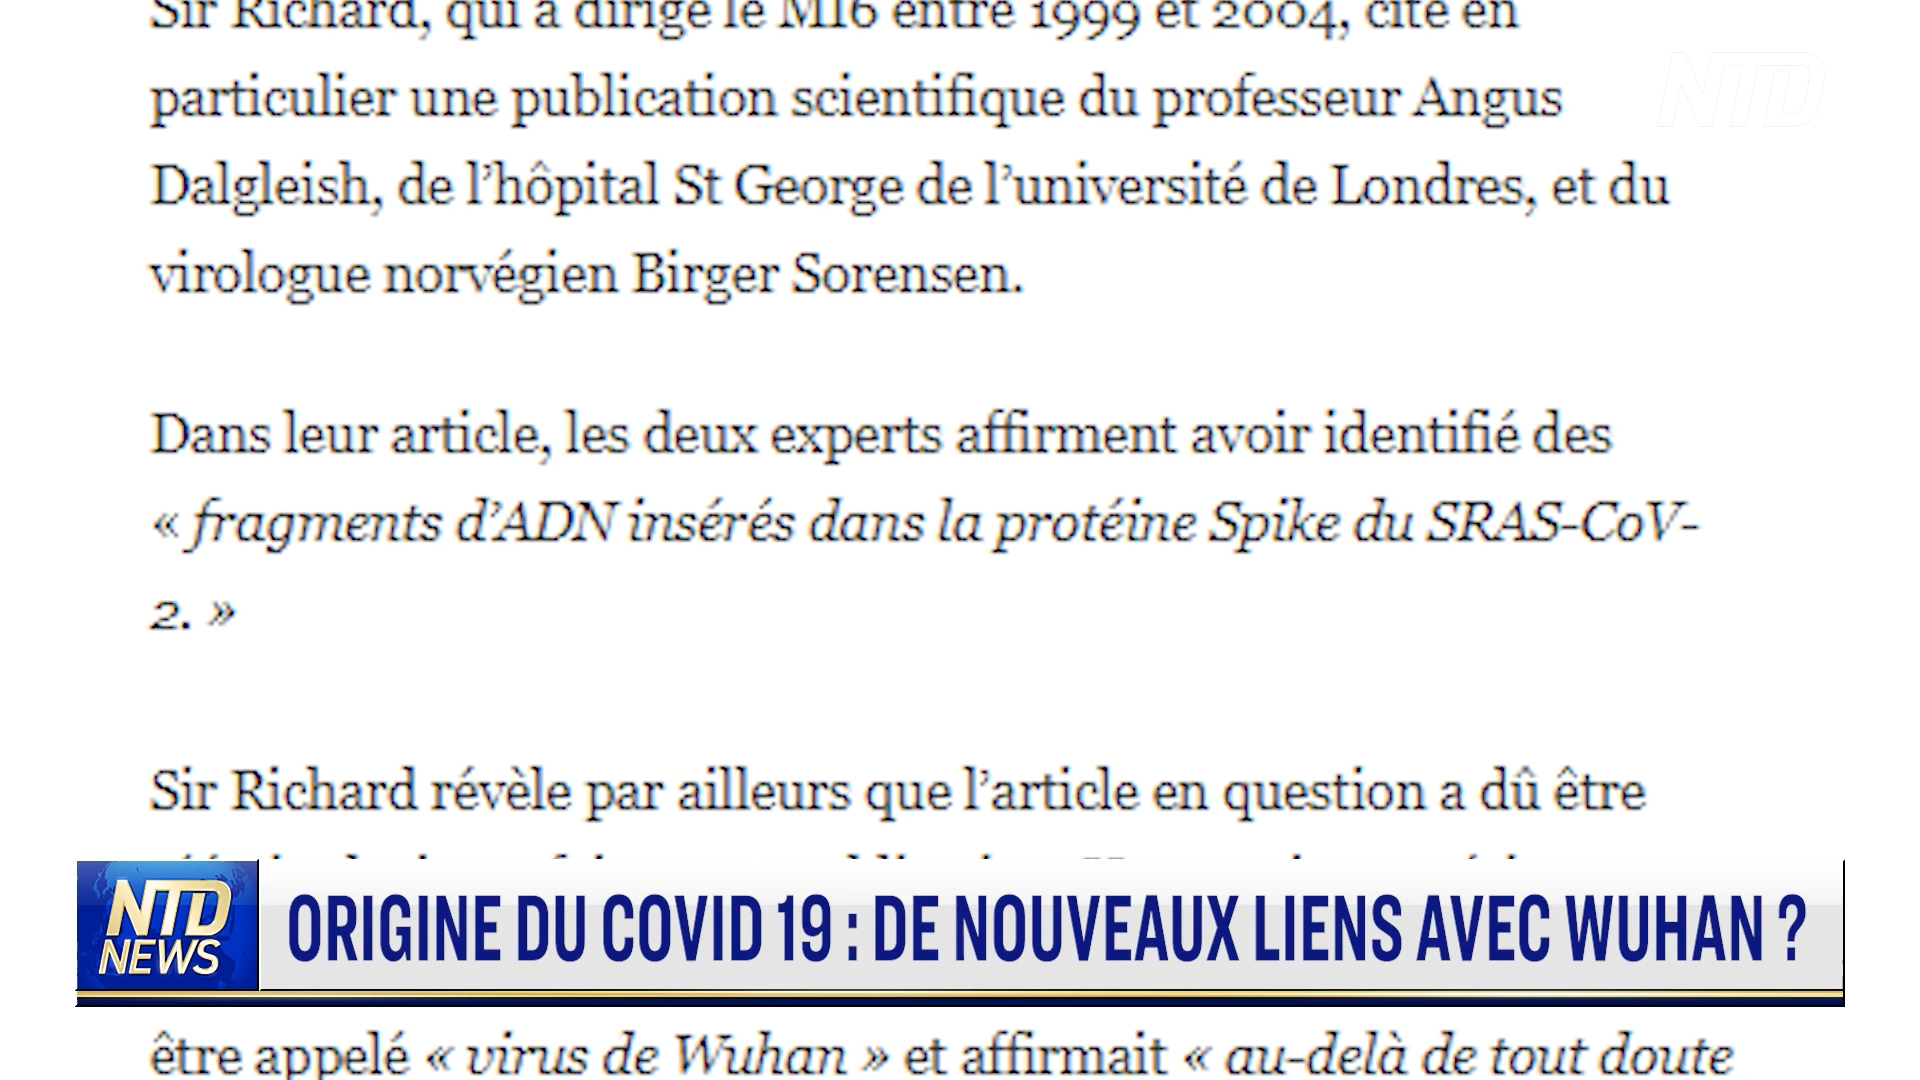 Sir Richard, qui a dirigé le MI6 entre 1999 et 2004, cite en
NTD
particulier une publication scientifique du professeur Angus
Dalgleish, de l’hôpital St George de l’université de Londres, et du
virologue norvégien Birger Sorensen.
Dans leur article, les deux experts affirment avoir identifié des
« fragments d’ADN insérés dans la protéine Spike du SRAS-CoV-
2. »
Sir Richard révèle par ailleurs que l’article en question a dû être
NTD
NEWS
ORIGINE DU COVID 19 : DE NOUVEAUX LIENS AVEC WUHAN ?
être appelé « virus de Wuhan » et affirmait « au-delà de tout doute